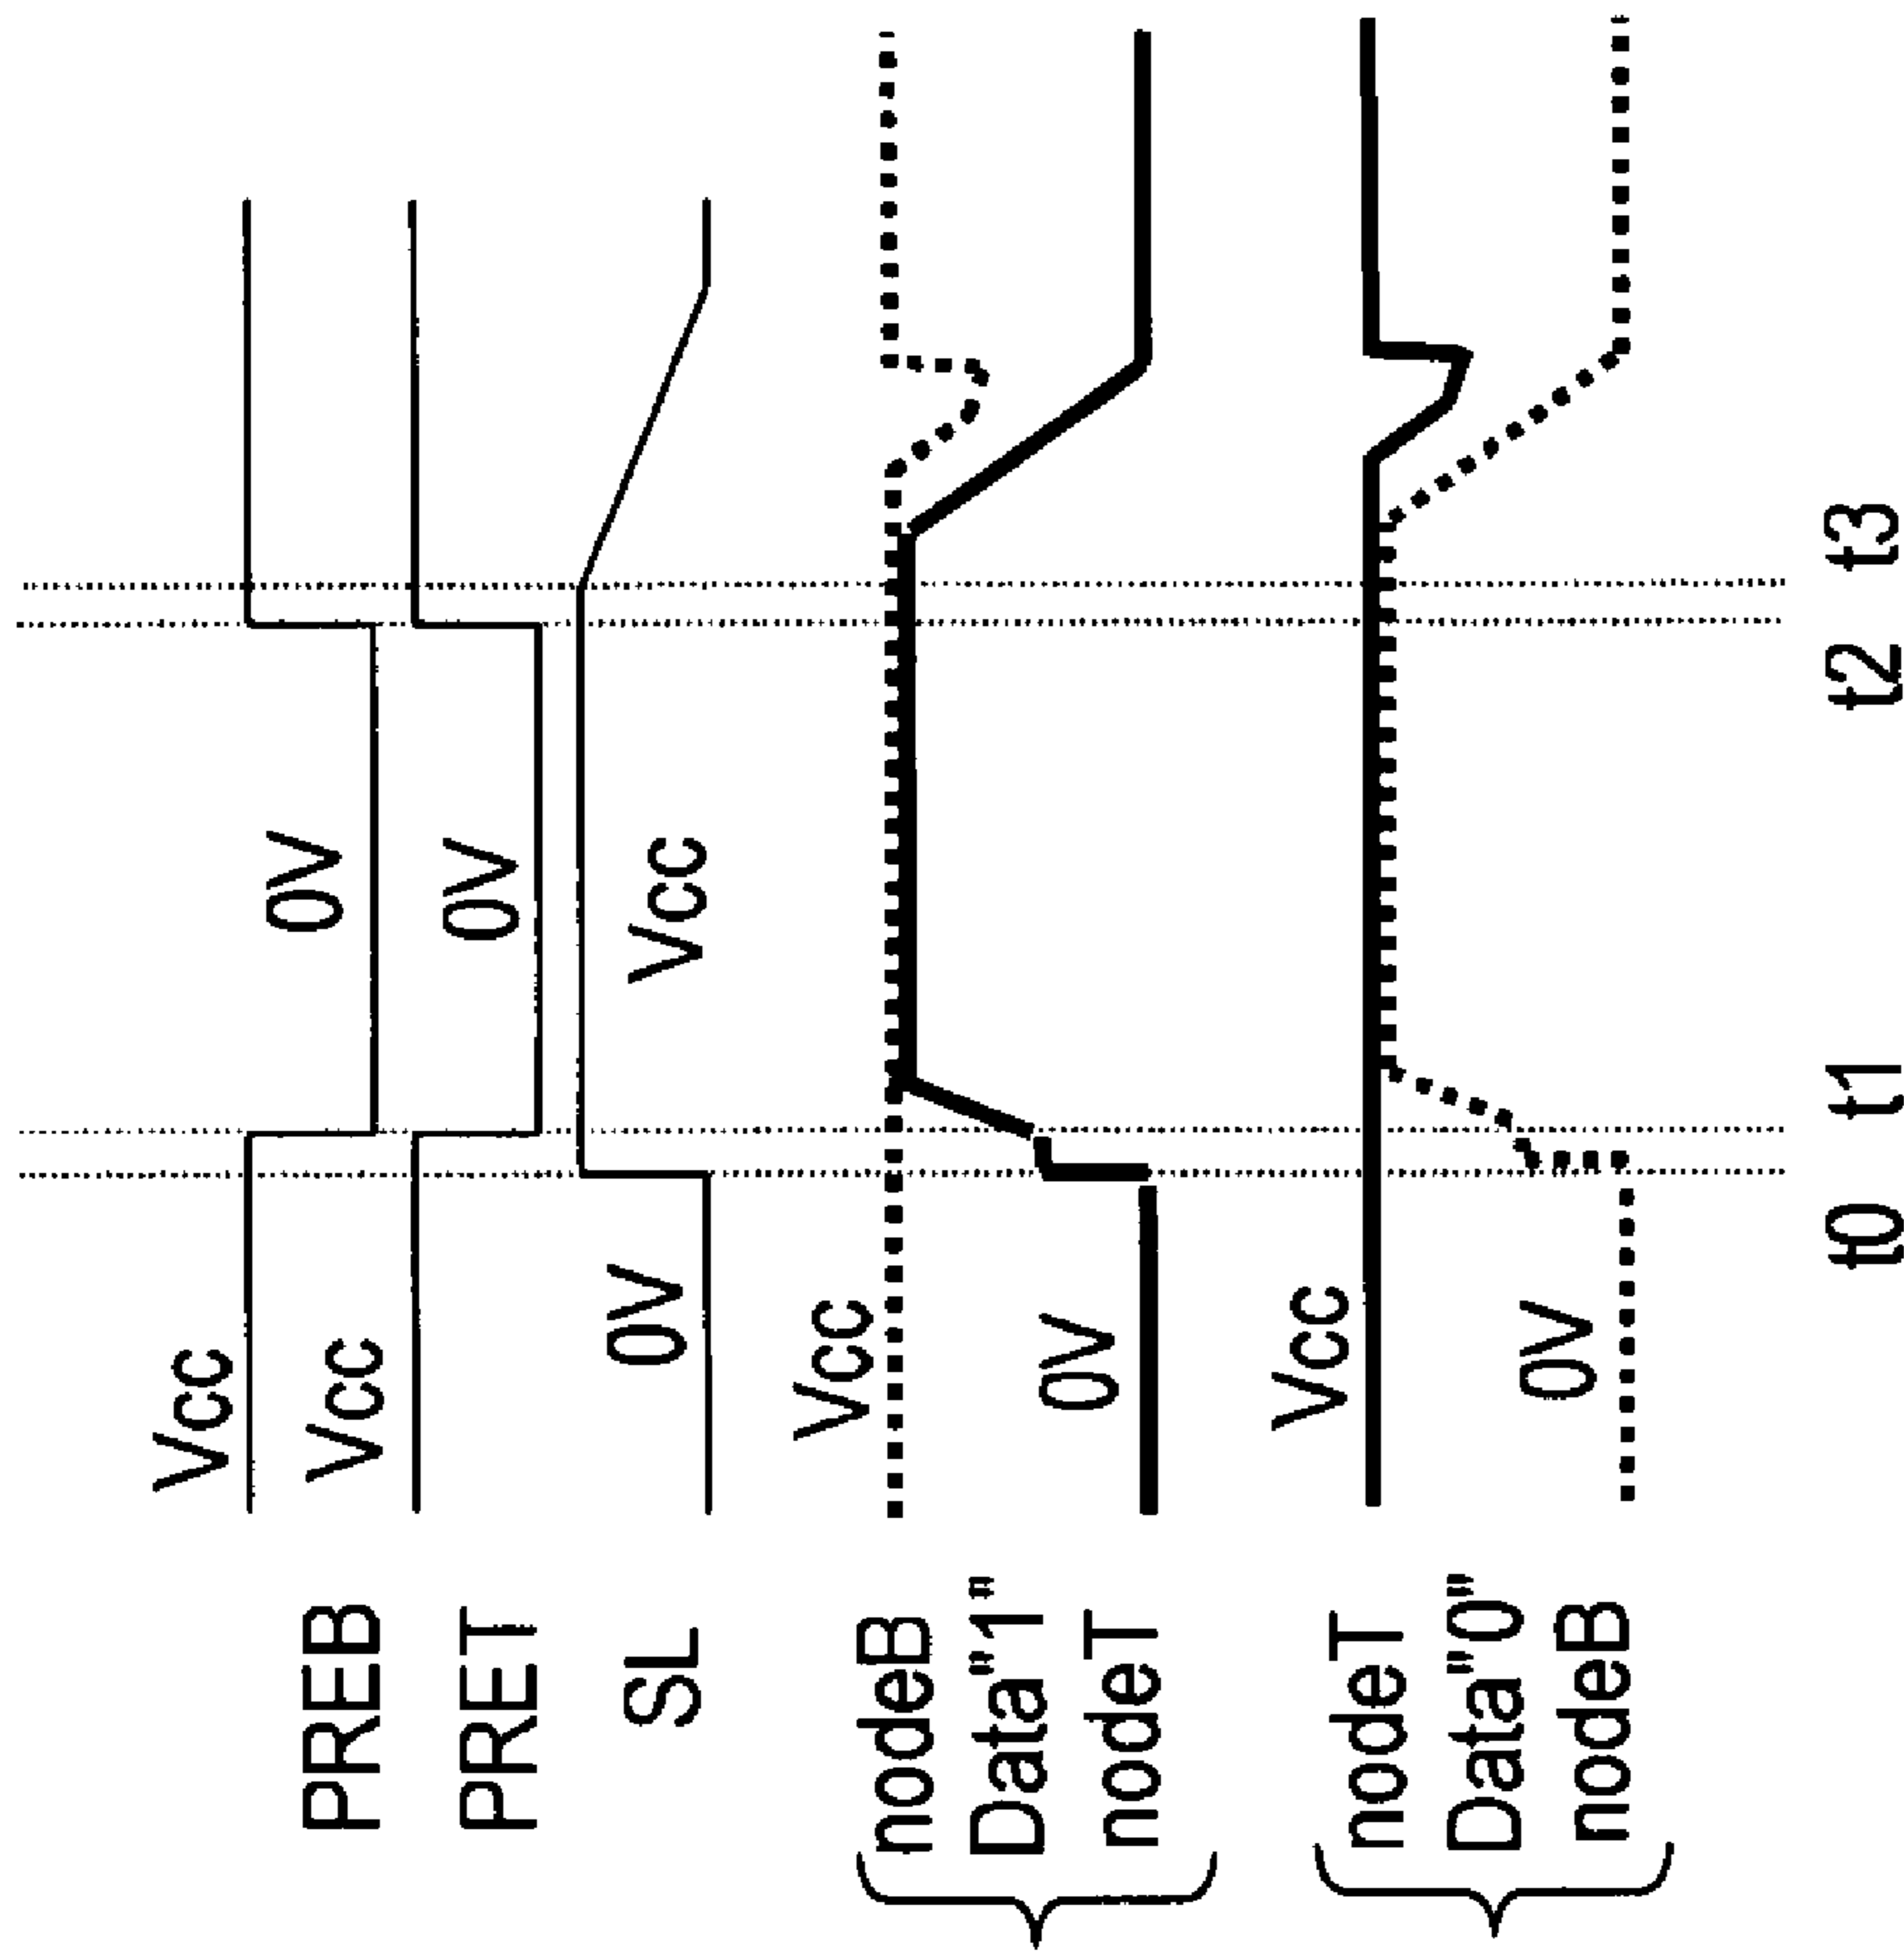 PREB Vcc 0V
PRET Vcc 0V
SL 0V Vcc
nodeB Vcc
Data"1"
nodeT 0V
nodeT Vcc
Data"0"
nodeB 0V
t0 t1 t2 t3